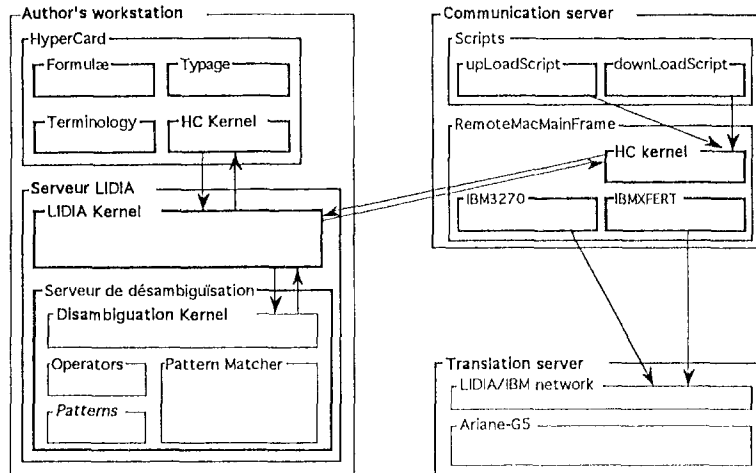 Author's workstation
HyperCard
Formulæ
Typage
Terminology
HC Kernel
Serveur LIDIA
LIDIA Kernel
Serveur de désambiguïsation
Disambiguation Kernel
Operators
Pattern Matcher
Patterns
Communication server
Scripts
upLoadScript
downLoadScript
RemoteMacMainFrame
HC kernel
IBM3270
IBMXFERT
Translation server
LIDIA/IBM network
Ariane-G5